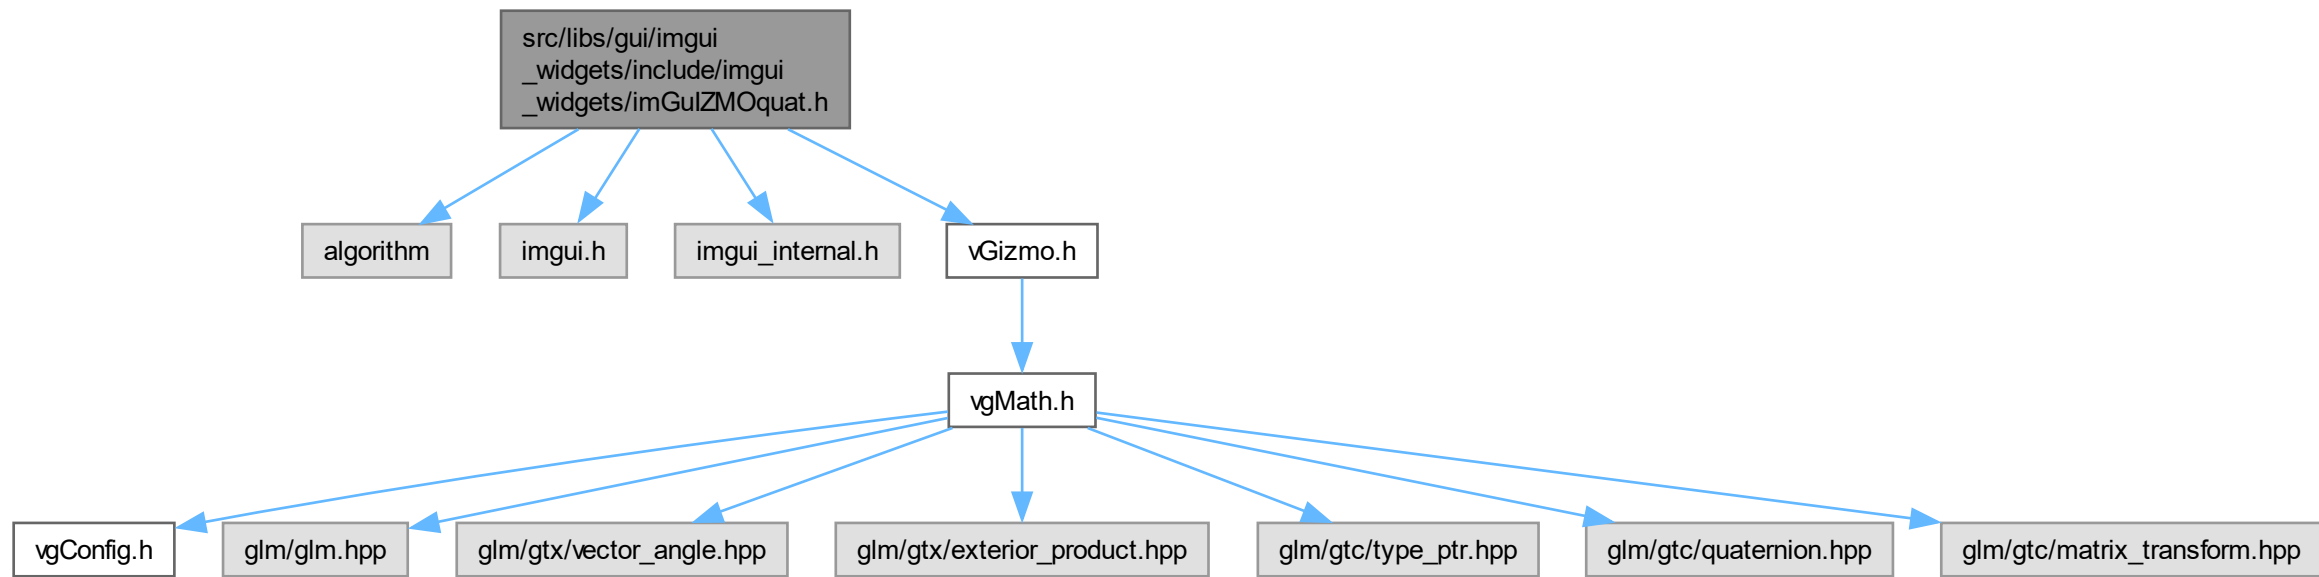 src/libs/gui/imgui
_widgets/include/imgui
_widgets/imGuIZMOquat.h
algorithm
imgui.h
imgui_internal.h
vGizmo.h
vgMath.h
vgConfig.h
glm/glm.hpp
glm/gtx/vector_angle.hpp
glm/gtx/exterior_product.hpp
glm/gtc/type_ptr.hpp
glm/gtc/quaternion.hpp
glm/gtc/matrix_transform.hpp